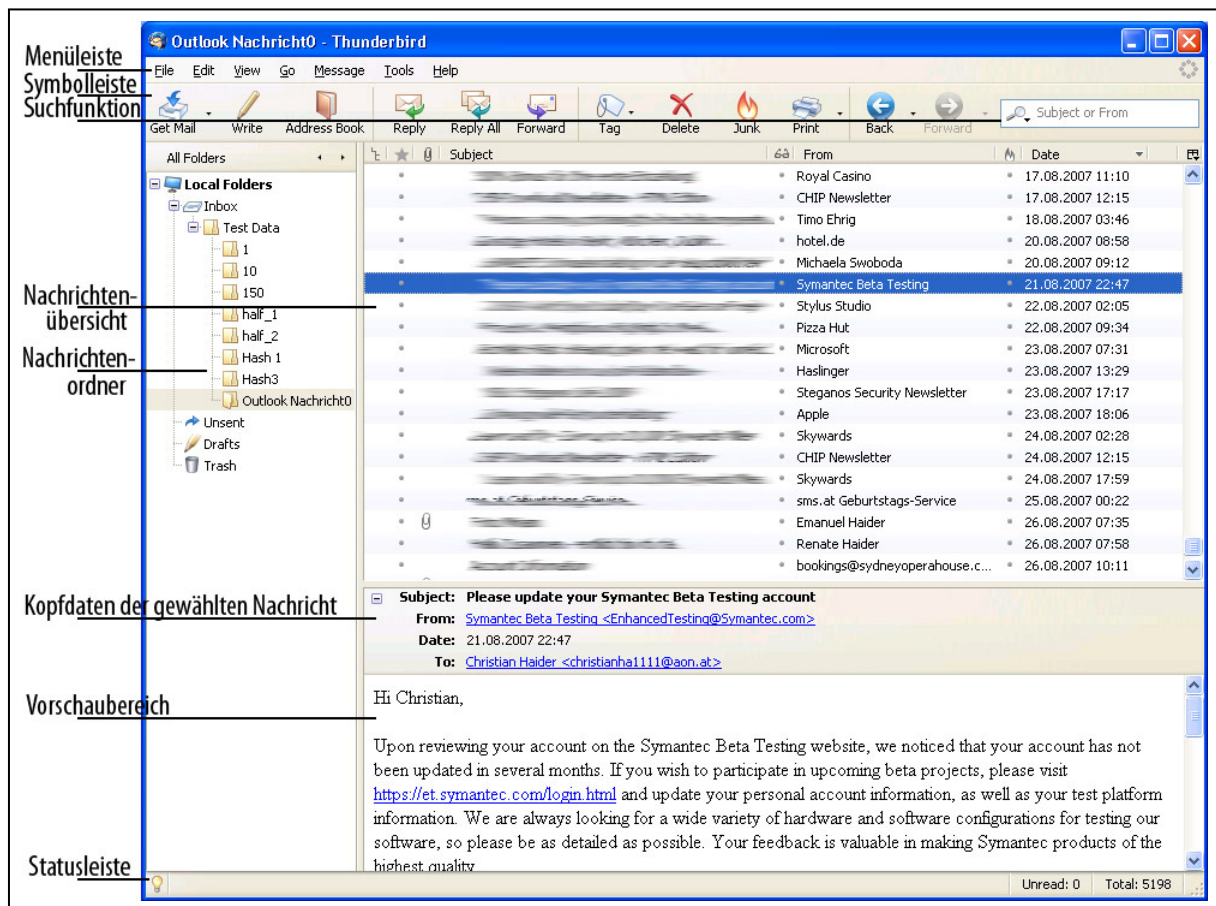 Outlook Nachricht0 - Thunderbird
Menüleiste
File Edit View Go Message Tools Help
Symbolleiste
Suchfunktion
Get Mail Write Address Book Reply Reply All Forward Tag Delete Junk Print Back Forward Subject or From
All Folders
Subject From Date
Local Folders
Inbox
Test Data
1
10
150
half_1
half_2
Hash 1
Hash3
Outlook Nachricht0
Unsent
Drafts
Trash
Royal Casino 17.08.2007 11:10
CHIP Newsletter 17.08.2007 12:15
Timo Ehrig 18.08.2007 03:46
hotel.de 20.08.2007 08:58
Michaela Swoboda 20.08.2007 09:12
Symantec Beta Testing 21.08.2007 22:47
Stylus Studio 22.08.2007 02:05
Pizza Hut 22.08.2007 09:34
Microsoft 23.08.2007 07:31
Haslinger 23.08.2007 13:29
Steganos Security Newsletter 23.08.2007 17:17
Apple 23.08.2007 18:06
Skywards 24.08.2007 02:28
CHIP Newsletter 24.08.2007 12:15
Skywards 24.08.2007 17:59
sms.at Geburtstags-Service 25.08.2007 00:22
Emanuel Haider 26.08.2007 07:35
Renate Haider 26.08.2007 07:58
bookings@sydneyoperahouse.c... 26.08.2007 10:11
Nachrichten-
übersicht
Nachrichten-
ordner
Kopfdaten der gewählten Nachricht
Subject: Please update your Symantec Beta Testing account
From: Symantec Beta Testing <EnhancedTesting@Symantec.com>
Date: 21.08.2007 22:47
To: Christian Haider <christianha1111@aon.at>
Vorschaubereich
Hi Christian,
Upon reviewing your account on the Symantec Beta Testing website, we noticed that your account has not
been updated in several months. If you wish to participate in upcoming beta projects, please visit
https://et.symantec.com/login.html and update your personal account information, as well as your test platform
information. We are always looking for a wide variety of hardware and software configurations for testing our
software, so please be as detailed as possible. Your feedback is valuable in making Symantec products of the
highest quality
Statusleiste
Unread: 0 Total: 5198